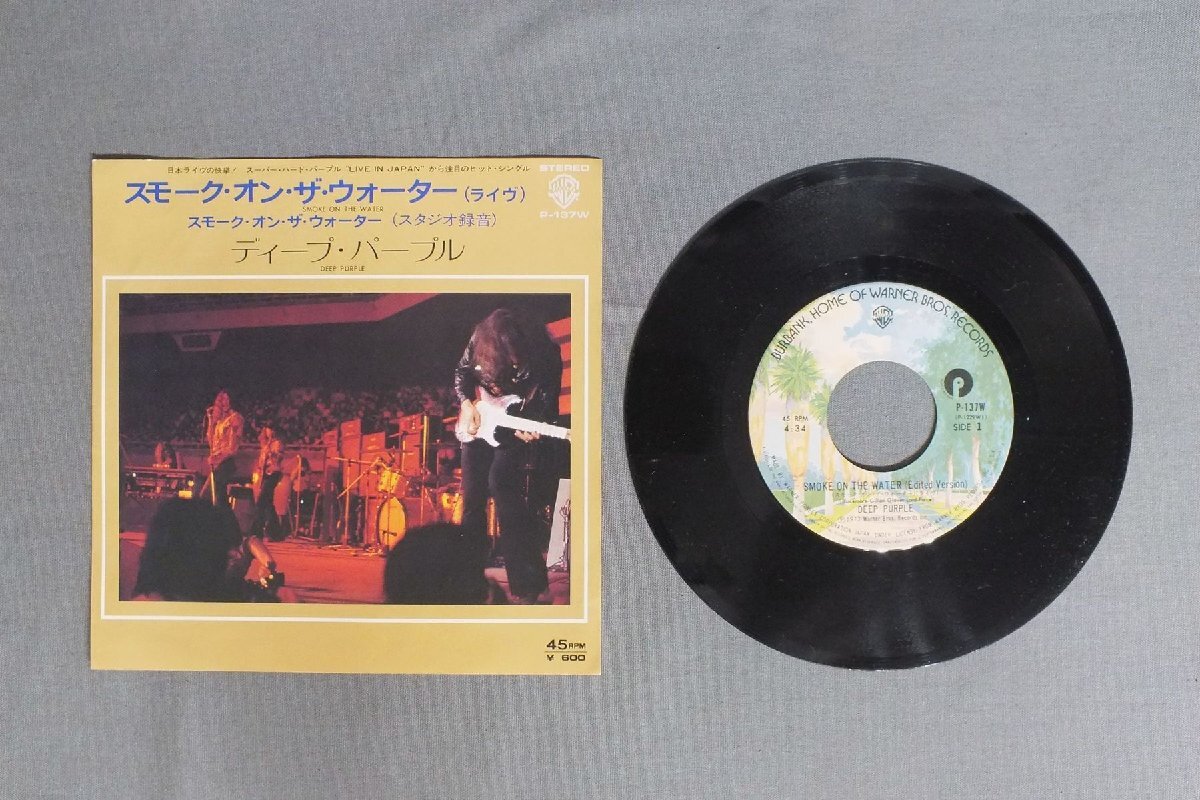 日本ライヴの快挙! スーパー・ハード・パープル "LIVE IN JAPAN" から注目のヒット・シングル
STEREO
スモーク・オン・ザ・ウォーター (ライヴ)
SMOKE ON THE WATER
P-137W
スモーク・オン・ザ・ウォーター (スタジオ録音)
ディープ・パープル
DEEP PURPLE
45RPM
¥ 600
BURBANK, HOME OF WARNER BROS. RECORDS
P
P-137W
SIDE 1
45 RPM
4:34
SMOKE ON THE WATER (Edited Version)
DEEP PURPLE